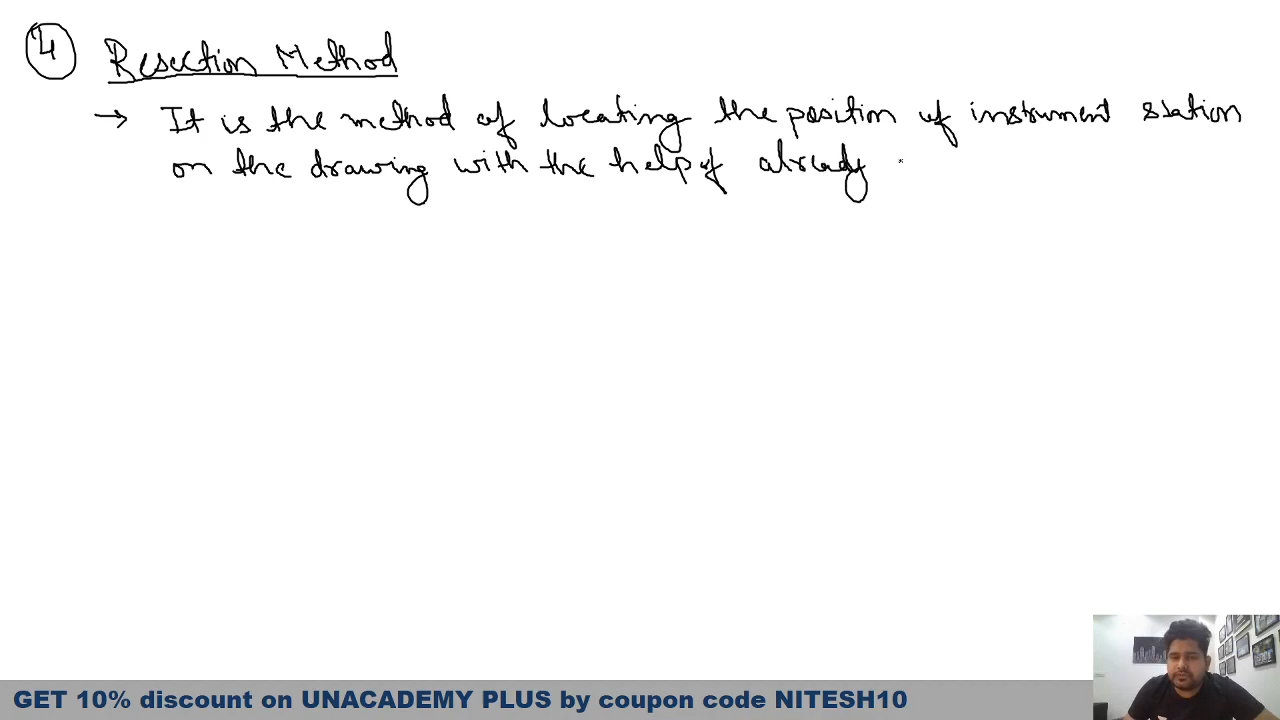 4 Resection Method
→ It is the method of locating the position of instrument station
on the drawing with the help of already
GET 10% discount on UNACADEMY PLUS by coupon code NITESH10